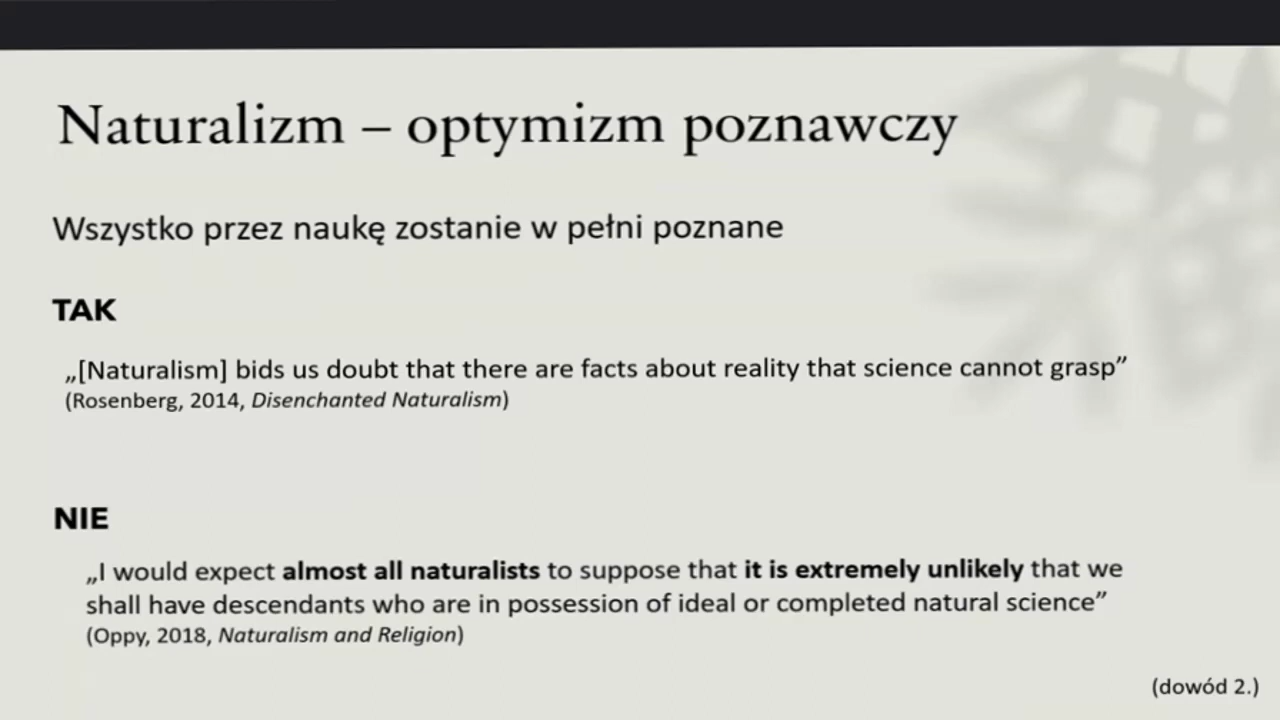 Naturalizm – optymizm poznawczy
Wszystko przez naukę zostanie w pełni poznane
TAK
„[Naturalism] bids us doubt that there are facts about reality that science cannot grasp”
(Rosenberg, 2014, Disenchanted Naturalism)
NIE
„I would expect almost all naturalists to suppose that it is extremely unlikely that we
shall have descendants who are in possession of ideal or completed natural science”
(Oppy, 2018, Naturalism and Religion)
(dowód 2.)